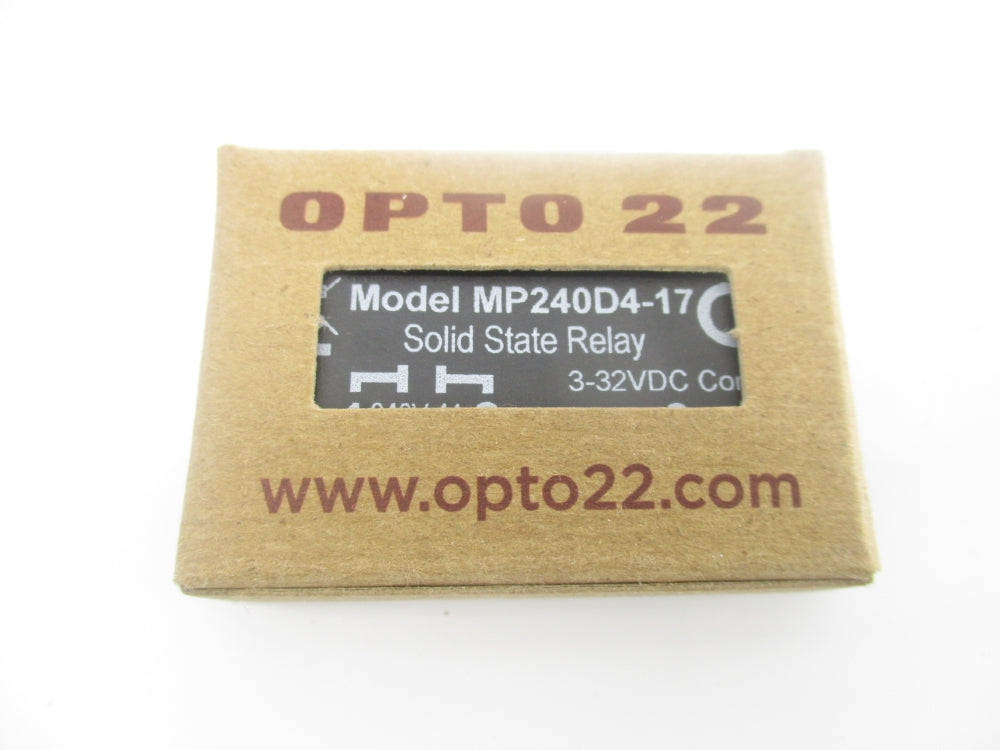 OPTO 22
Model MP240D4-17
Solid State Relay
3-32VDC
www.opto22.com